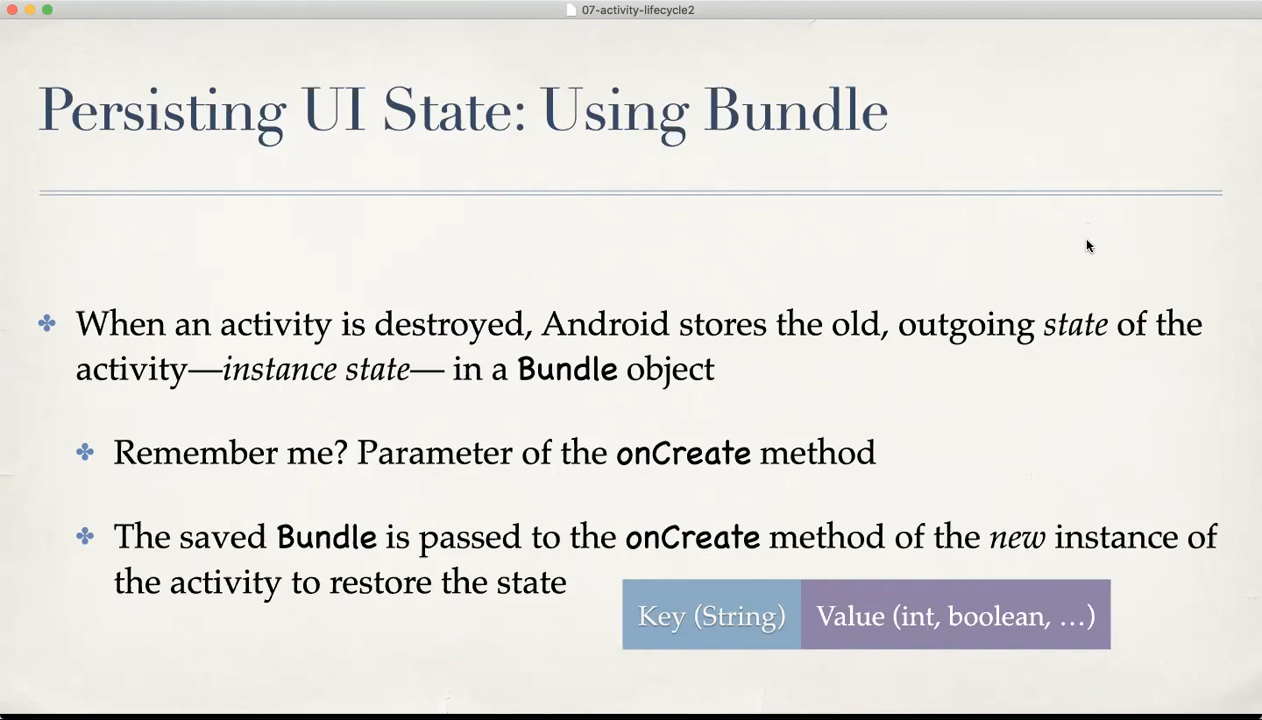 07-activity-lifecycle2
Persisting UI State: Using Bundle
When an activity is destroyed, Android stores the old, outgoing state of the
activity—instance state— in a Bundle object
Remember me? Parameter of the onCreate method
The saved Bundle is passed to the onCreate method of the new instance of
the activity to restore the state
Key (String) Value (int, boolean, …)